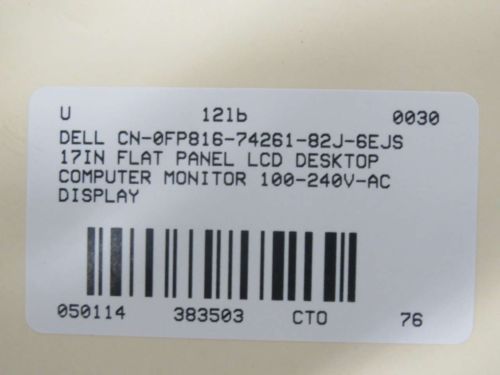 U 12lb 0030
DELL CN-0FP816-74261-82J-6EJS
17IN FLAT PANEL LCD DESKTOP
COMPUTER MONITOR 100-240V-AC
DISPLAY
050114 383503 CTO 76